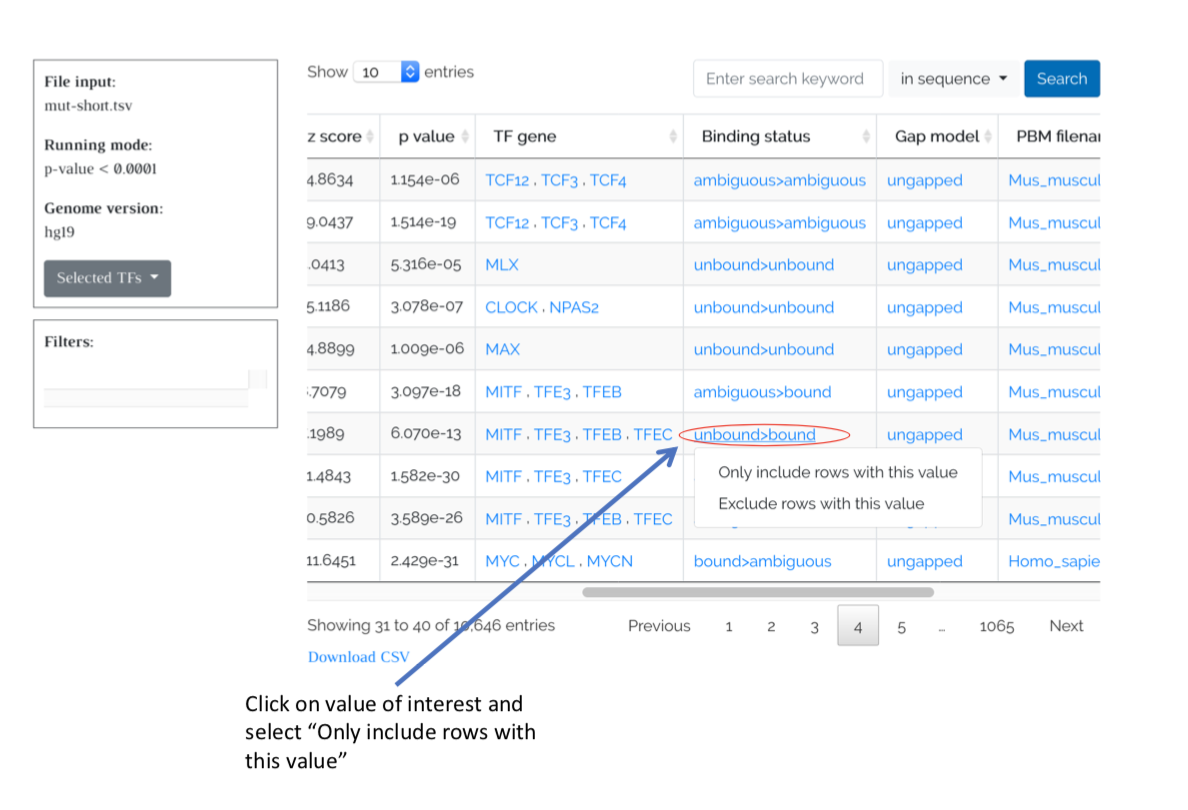 File input:
mut-short.tsv
Running mode:
p-value < 0.0001
Genome version:
hg19
Selected TFs
Filters:
Show 10 entries
Enter search keyword in sequence Search
z score p value TF gene Binding status Gap model PBM filenar
4.8634 1.154e-06 TCF12 , TCF3 , TCF4 ambiguous>ambiguous ungapped Mus_muscul
9.0437 1.514e-19 TCF12 , TCF3 , TCF4 ambiguous>ambiguous ungapped Mus_muscul
.0413 5.316e-05 MLX unbound>unbound ungapped Mus_muscul
5.1186 3.078e-07 CLOCK , NPAS2 unbound>unbound ungapped Mus_muscul
4.8899 1.009e-06 MAX unbound>unbound ungapped Mus_muscul
.7079 3.097e-18 MITF , TFE3 , TFEB ambiguous>bound ungapped Mus_muscul
.1989 6.070e-13 MITF , TFE3 , TFEB , TFEC unbound>bound ungapped Mus_muscul
1.4843 1.582e-30 MITF , TFE3 , TFEC Mus_muscul
0.5826 3.589e-26 MITF , TFE3 , TFEB , TFEC Mus_muscul
11.6451 2.429e-31 MYC , MYCL , MYCN bound>ambiguous ungapped Homo_sapie
Only include rows with this value
Exclude rows with this value
Showing 31 to 40 of 10,646 entries
Previous 1 2 3 4 5 … 1065 Next
Download CSV
Click on value of interest and
select “Only include rows with
this value”